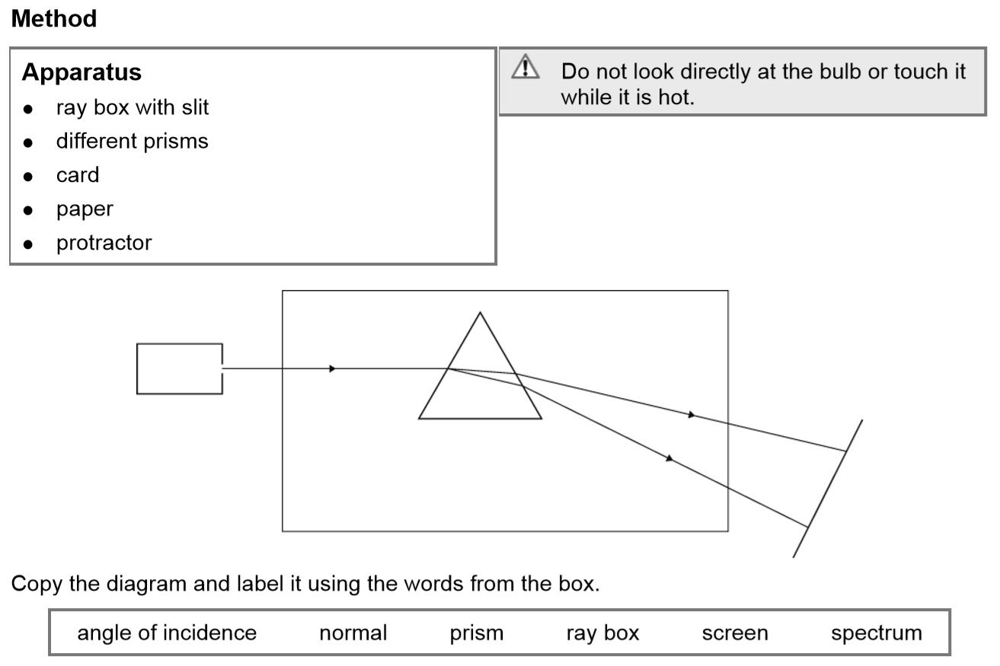 Method
Apparatus
• ray box with slit
• different prisms
• card
• paper
• protractor
Do not look directly at the bulb or touch it
while it is hot.
Copy the diagram and label it using the words from the box.
angle of incidence normal prism ray box screen spectrum